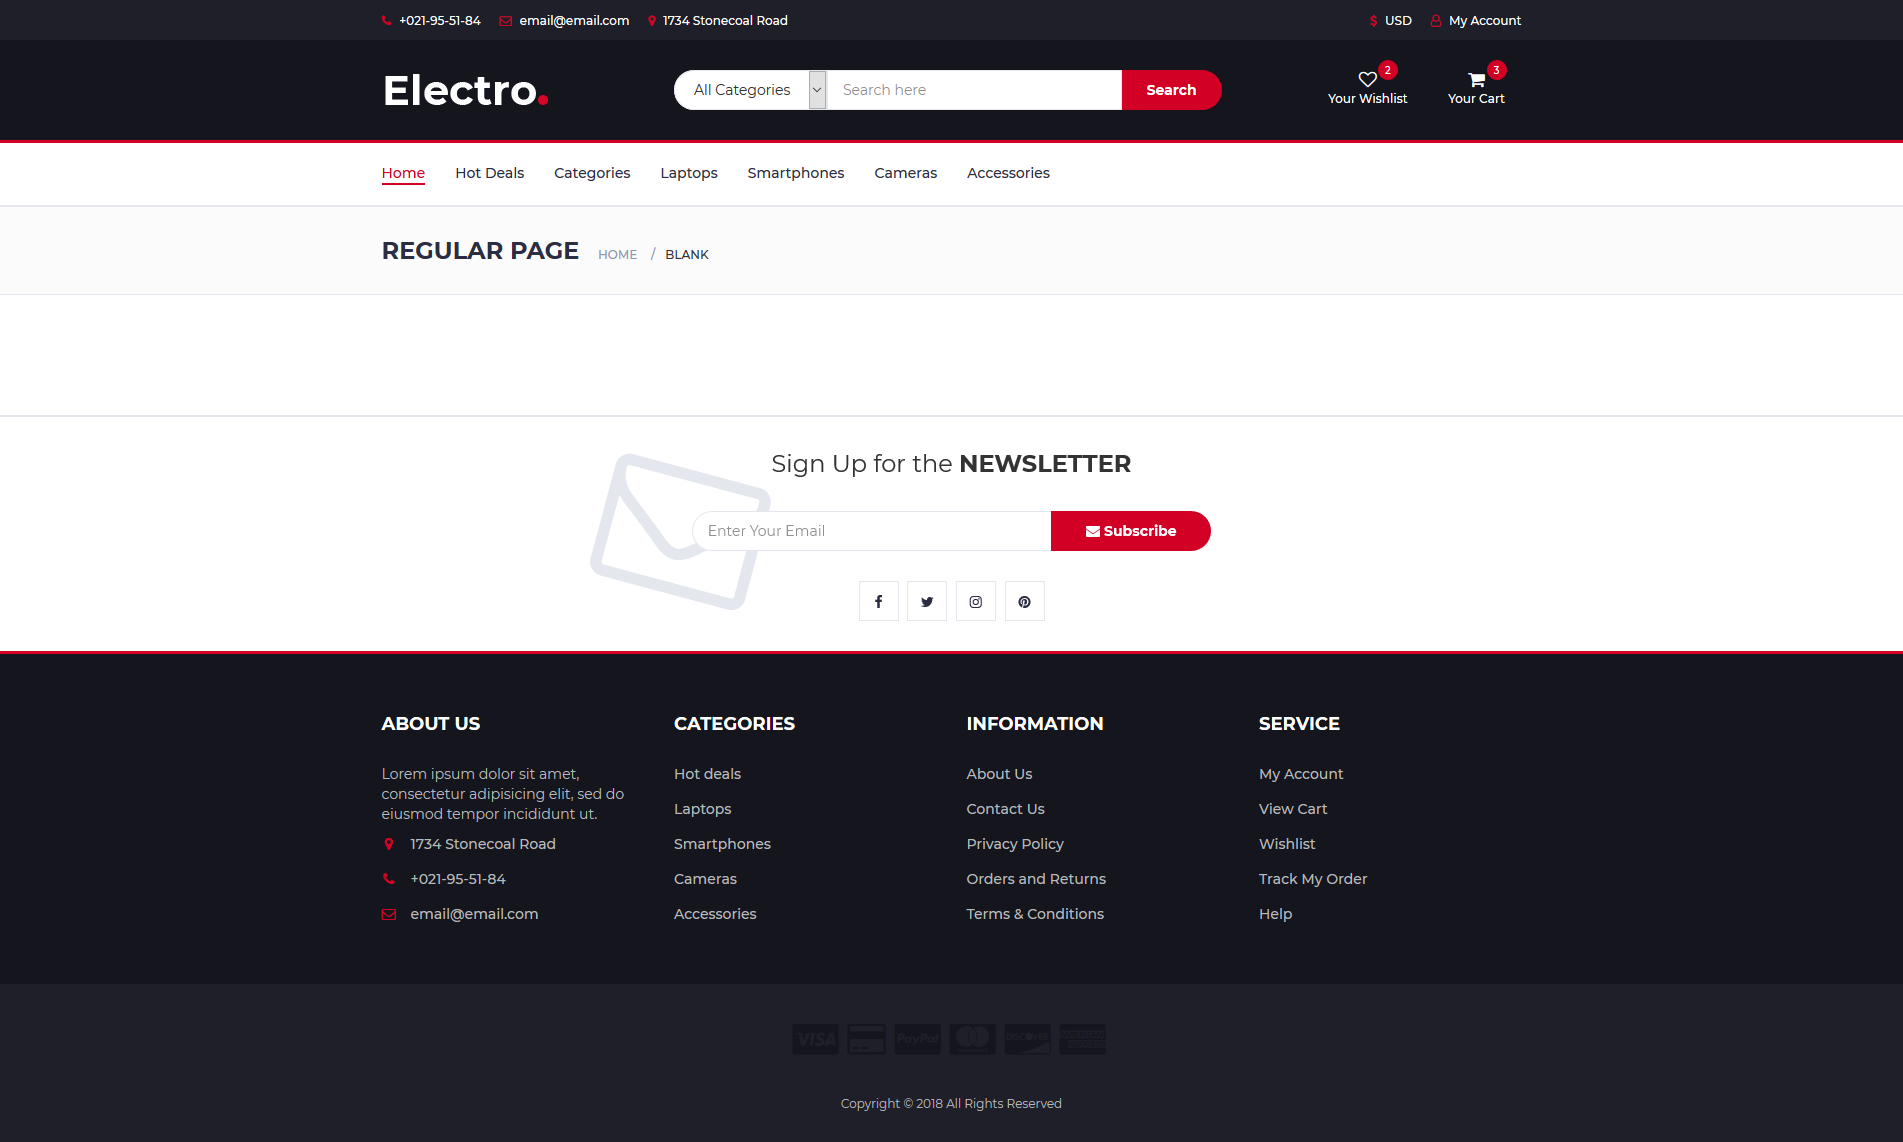 +021-95-51-84 email@email.com 1734 Stonecoal Road USD My Account
Electro.
All Categories Search here Search
2
Your Wishlist
3
Your Cart
Home Hot Deals Categories Laptops Smartphones Cameras Accessories
REGULAR PAGE HOME / BLANK
Sign Up for the NEWSLETTER
Enter Your Email Subscribe
ABOUT US
Lorem ipsum dolor sit amet,
consectetur adipisicing elit, sed do
eiusmod tempor incididunt ut.
1734 Stonecoal Road
+021-95-51-84
email@email.com
CATEGORIES
Hot deals
Laptops
Smartphones
Cameras
Accessories
INFORMATION
About Us
Contact Us
Privacy Policy
Orders and Returns
Terms & Conditions
SERVICE
My Account
View Cart
Wishlist
Track My Order
Help
VISA PayPal DISCOVER
Copyright © 2018 All Rights Reserved